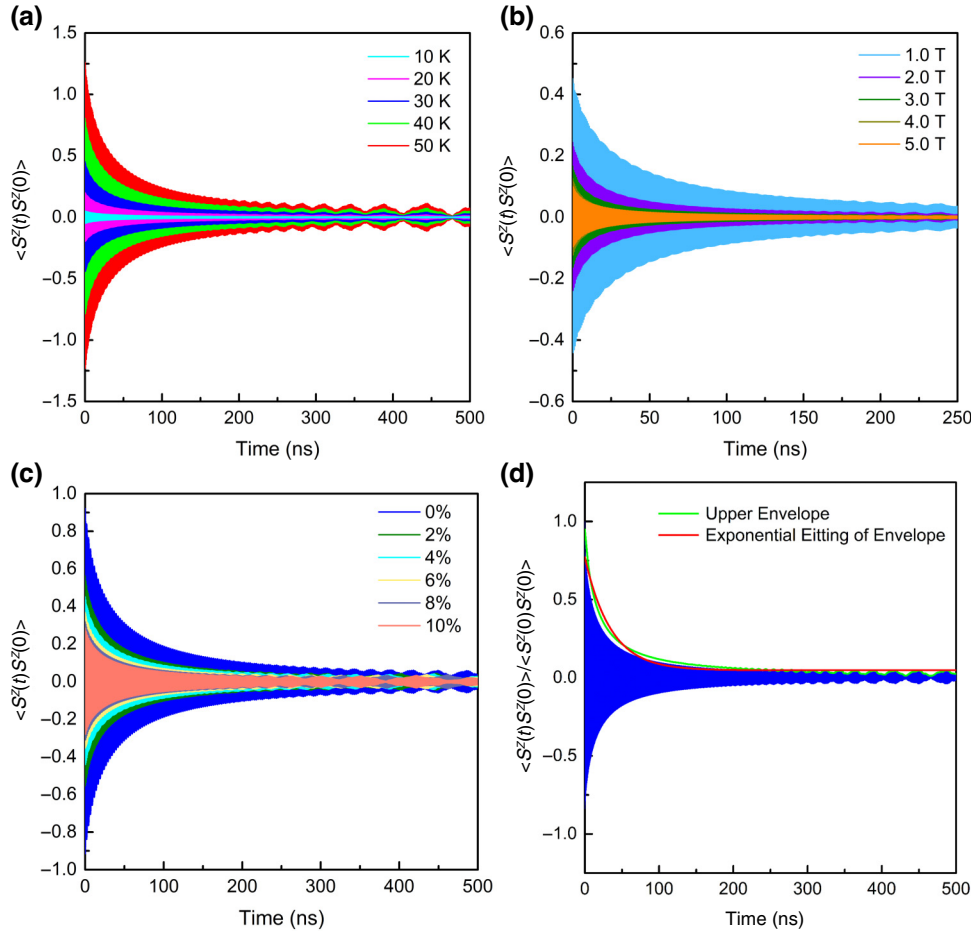 (a)
1.5
1.0
0.5
0.0
−0.5
−1.0
−1.5
<S^z(t)S^z(0)>
10 K
20 K
30 K
40 K
50 K
0 100 200 300 400 500
Time (ns)
(b)
0.6
0.4
0.2
0.0
−0.2
−0.4
−0.6
<S^z(t)S^z(0)>
1.0 T
2.0 T
3.0 T
4.0 T
5.0 T
0 50 100 150 200 250
Time (ns)
(c)
1.0
0.8
0.6
0.4
0.2
0.0
−0.2
−0.4
−0.6
−0.8
−1.0
<S^z(t)S^z(0)>
0%
2%
4%
6%
8%
10%
0 100 200 300 400 500
Time (ns)
(d)
1.0
0.5
0.0
−0.5
−1.0
<S^z(t)S^z(0)>/<S^z(0)S^z(0)>
Upper Envelope
Exponential Eitting of Envelope
0 100 200 300 400 500
Time (ns)